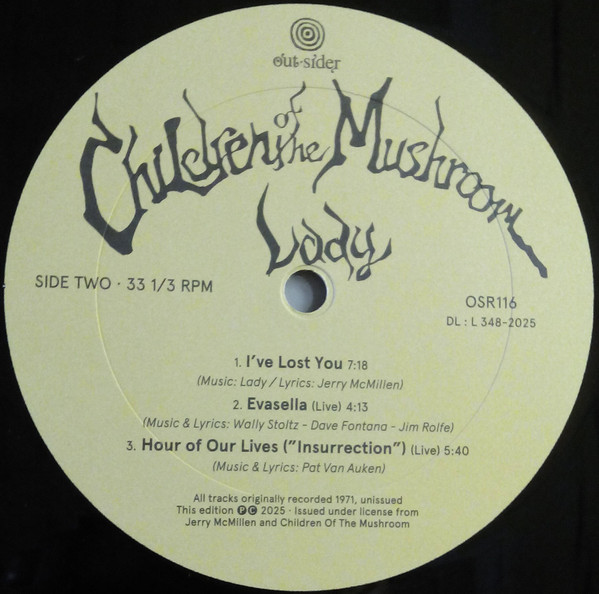 out-sider
Children of the Mushroom
Lady
SIDE TWO · 33 1/3 RPM
OSR116
DL : L 348-2025
1. I've Lost You 7:18
(Music: Lady / Lyrics: Jerry McMillen)
2. Evasella (Live) 4:13
(Music & Lyrics: Wally Stoltz - Dave Fontana - Jim Rolfe)
3. Hour of Our Lives ("Insurrection") (Live) 5:40
(Music & Lyrics: Pat Van Auken)
All tracks originally recorded 1971, unissued
This edition ℗© 2025 · Issued under license from
Jerry McMillen and Children Of The Mushroom